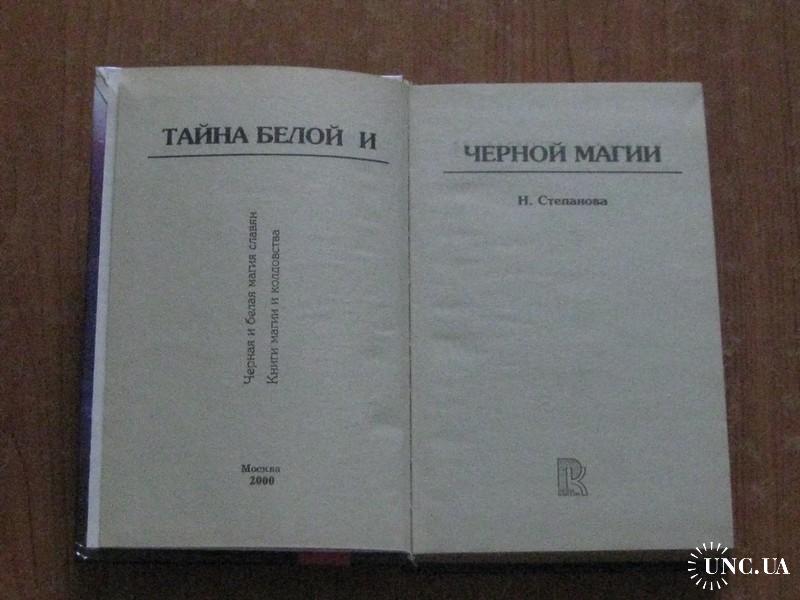 ТАЙНА БЕЛОЙ И
Черная и белая магия славян
Книги магии и колдовства
Москва
2000
ЧЕРНОЙ МАГИИ
Н. Степанова
UNC.UA